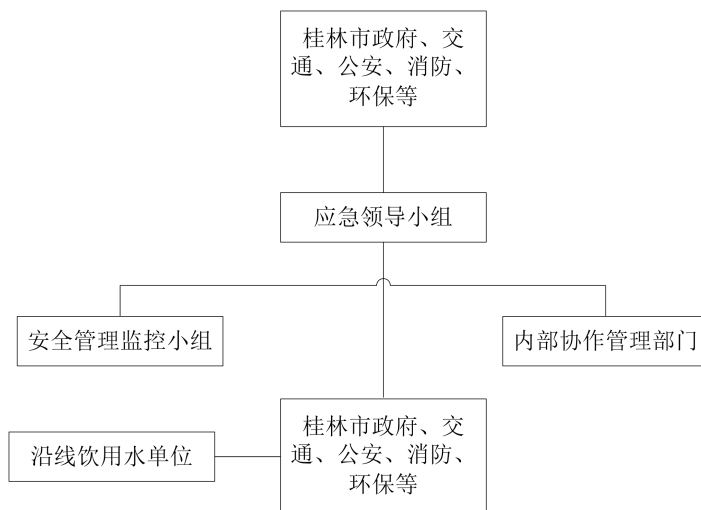 桂林市政府、交
通、公安、消防、
环保等
应急领导小组
安全管理监控小组
内部协作管理部门
桂林市政府、交
通、公安、消防、
环保等
沿线饮用水单位